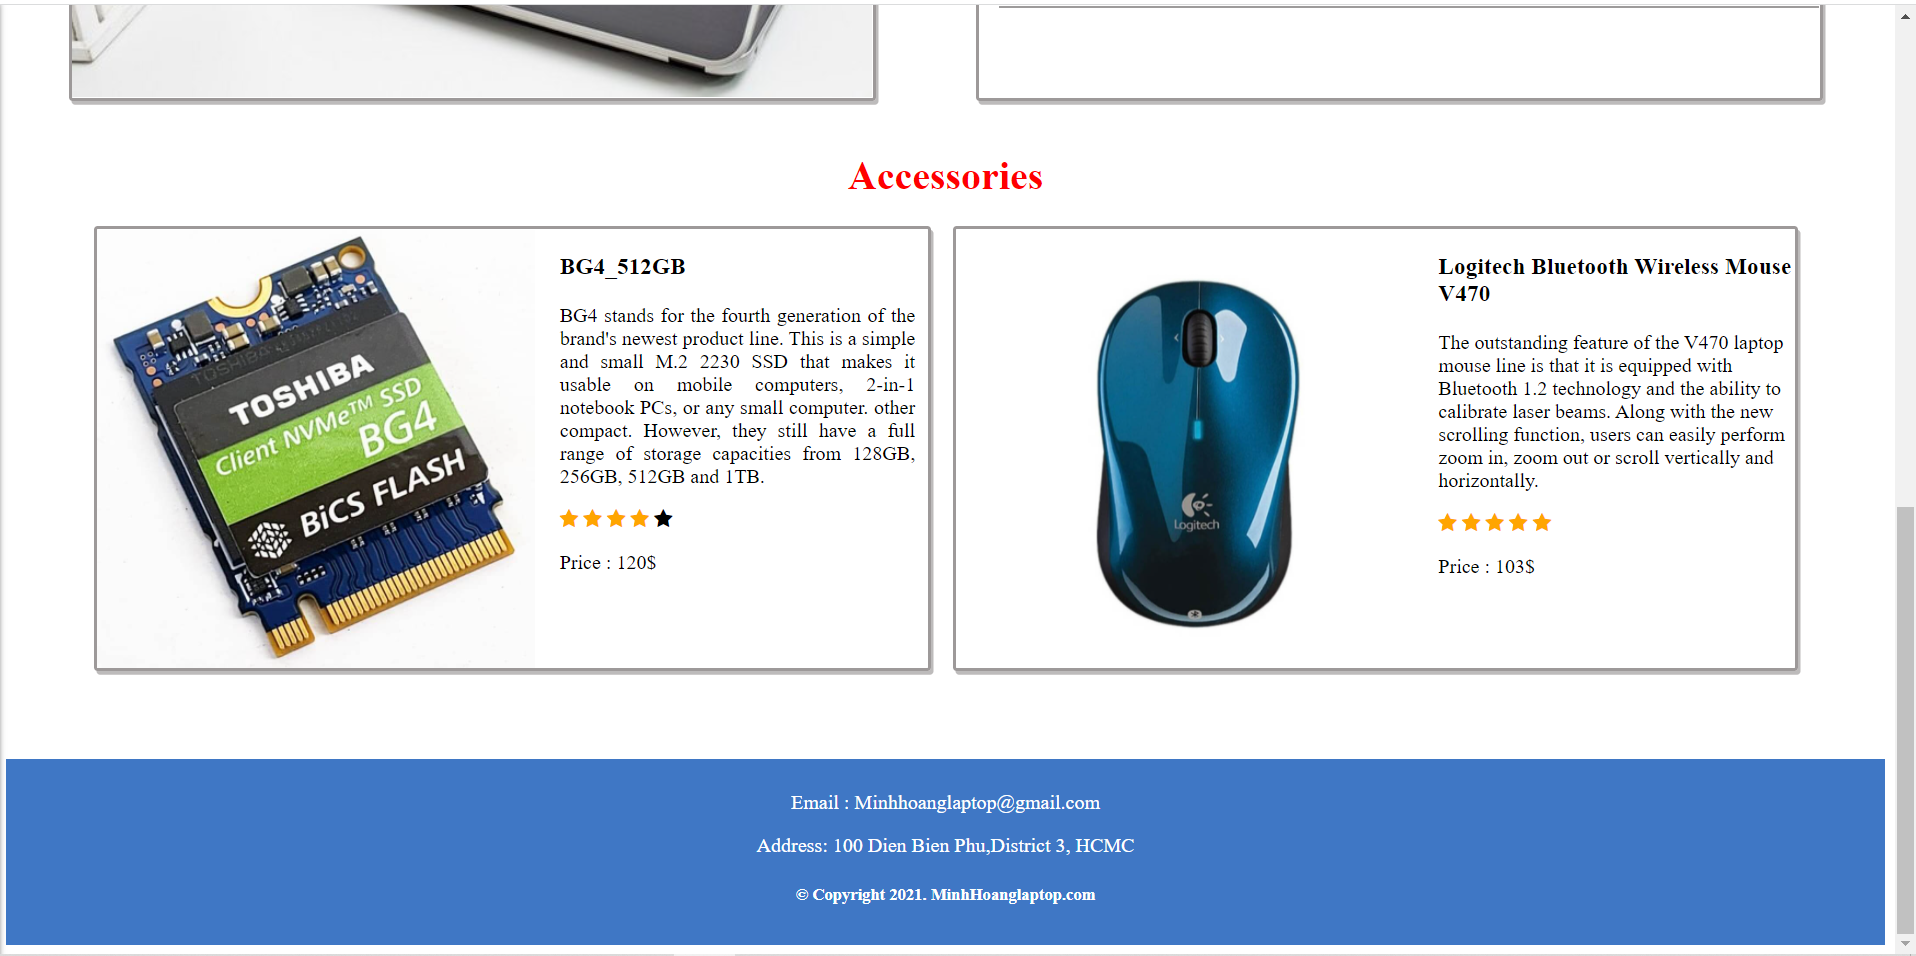 Accessories
TOSHIBA
Client NVMe™ SSD
BG4
BiCS FLASH
BG4_512GB
BG4 stands for the fourth generation of the
brand's newest product line. This is a simple
and small M.2 2230 SSD that makes it
usable on mobile computers, 2-in-1
notebook PCs, or any small computer. other
compact. However, they still have a full
range of storage capacities from 128GB,
256GB, 512GB and 1TB.
Price : 120$
Logitech
Logitech Bluetooth Wireless Mouse
V470
The outstanding feature of the V470 laptop
mouse line is that it is equipped with
Bluetooth 1.2 technology and the ability to
calibrate laser beams. Along with the new
scrolling function, users can easily perform
zoom in, zoom out or scroll vertically and
horizontally.
Price : 103$
Email : Minhhoanglaptop@gmail.com
Address: 100 Dien Bien Phu,District 3, HCMC
© Copyright 2021. MinhHoanglaptop.com